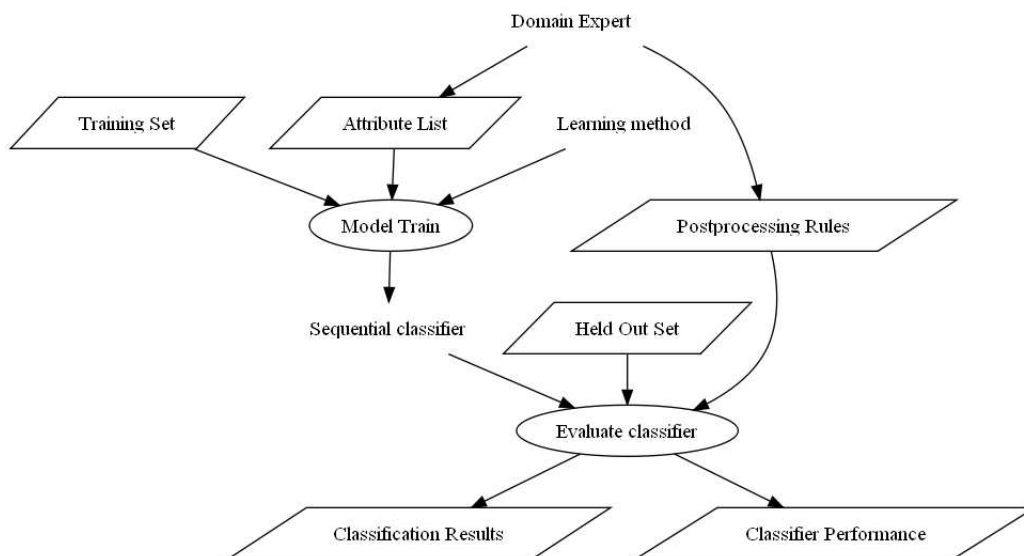 Domain Expert
Training Set
Attribute List
Learning method
Model Train
Postprocessing Rules
Sequential classifier
Held Out Set
Evaluate classifier
Classification Results
Classifier Performance